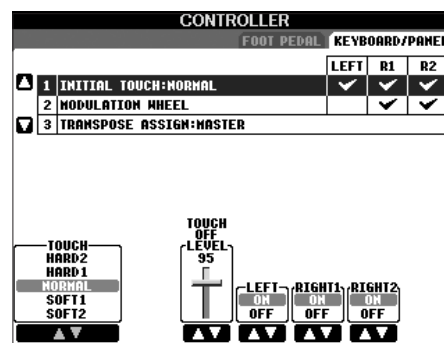 CONTROLLER
FOOT PEDAL KEYBOARD/PANEL
LEFT R1 R2
1 INITIAL TOUCH:NORMAL
2 MODULATION WHEEL
3 TRANSPOSE ASSIGN:MASTER
TOUCH
HARD2
HARD1
NORMAL
SOFT1
SOFT2
TOUCH
OFF
LEVEL
95
LEFT RIGHT1 RIGHT2
ON ON ON
OFF OFF OFF